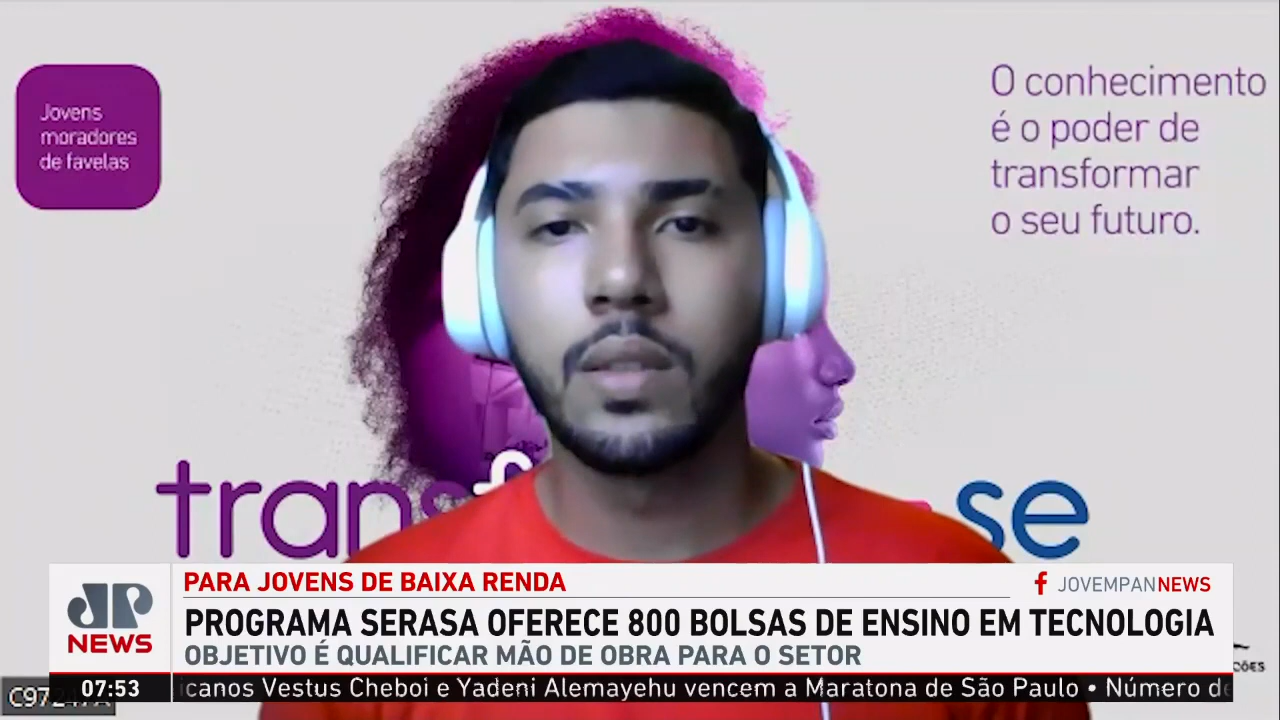 Jovens
moradores
de favelas
O conhecimento
é o poder de
transformar
o seu futuro.
se
PARA JOVENS DE BAIXA RENDA
JOVEMPANNEWS
JP
NEWS
PROGRAMA SERASA OFERECE 800 BOLSAS DE ENSINO EM TECNOLOGIA
OBJETIVO É QUALIFICAR MÃO DE OBRA PARA O SETOR
07:53
icanos Vestus Cheboi e Yadeni Alemayehu vencem a Maratona de São Paulo • Número de